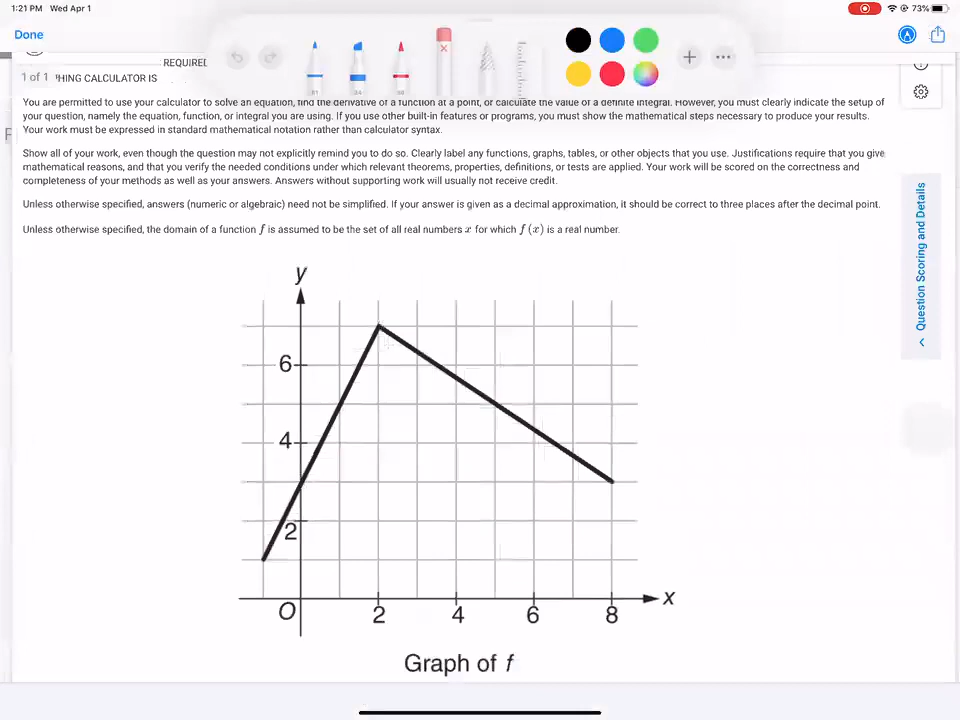 1:21 PM Wed Apr 1
73%
Done
REQUIREI
1 of 1 HING CALCULATOR IS
You are permitted to use your calculator to solve an equation, find the derivative of a function at a point, or calculate the value of a definite integral. However, you must clearly indicate the setup of
your question, namely the equation, function, or integral you are using. If you use other built-in features or programs, you must show the mathematical steps necessary to produce your results.
Your work must be expressed in standard mathematical notation rather than calculator syntax.
Show all of your work, even though the question may not explicitly remind you to do so. Clearly label any functions, graphs, tables, or other objects that you use. Justifications require that you give
mathematical reasons, and that you verify the needed conditions under which relevant theorems, properties, definitions, or tests are applied. Your work will be scored on the correctness and
completeness of your methods as well as your answers. Answers without supporting work will usually not receive credit.
Unless otherwise specified, answers (numeric or algebraic) need not be simplified. If your answer is given as a decimal approximation, it should be correct to three places after the decimal point.
Unless otherwise specified, the domain of a function f is assumed to be the set of all real numbers x for which f (x) is a real number.
Question Scoring and Details
y
6
4
2
O 2 4 6 8 x
Graph of f